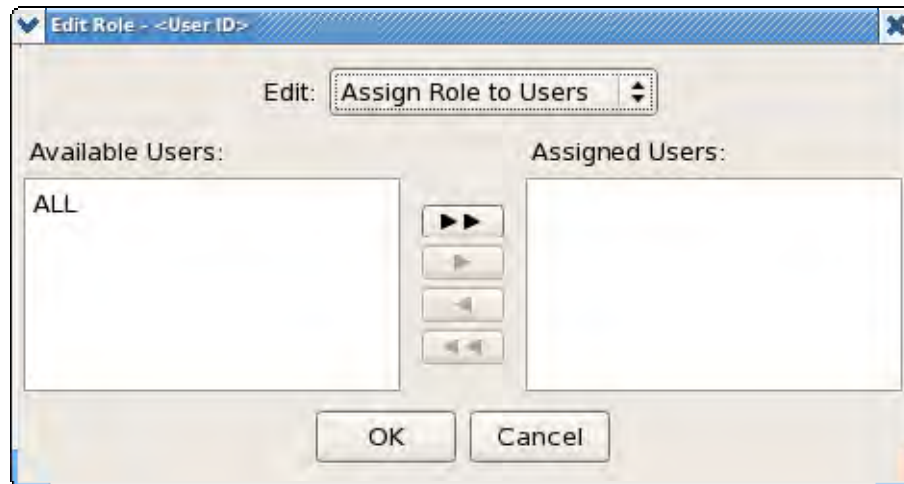 Edit Role - <User ID>
Edit: Assign Role to Users
Available Users:
Assigned Users:
ALL
OK
Cancel